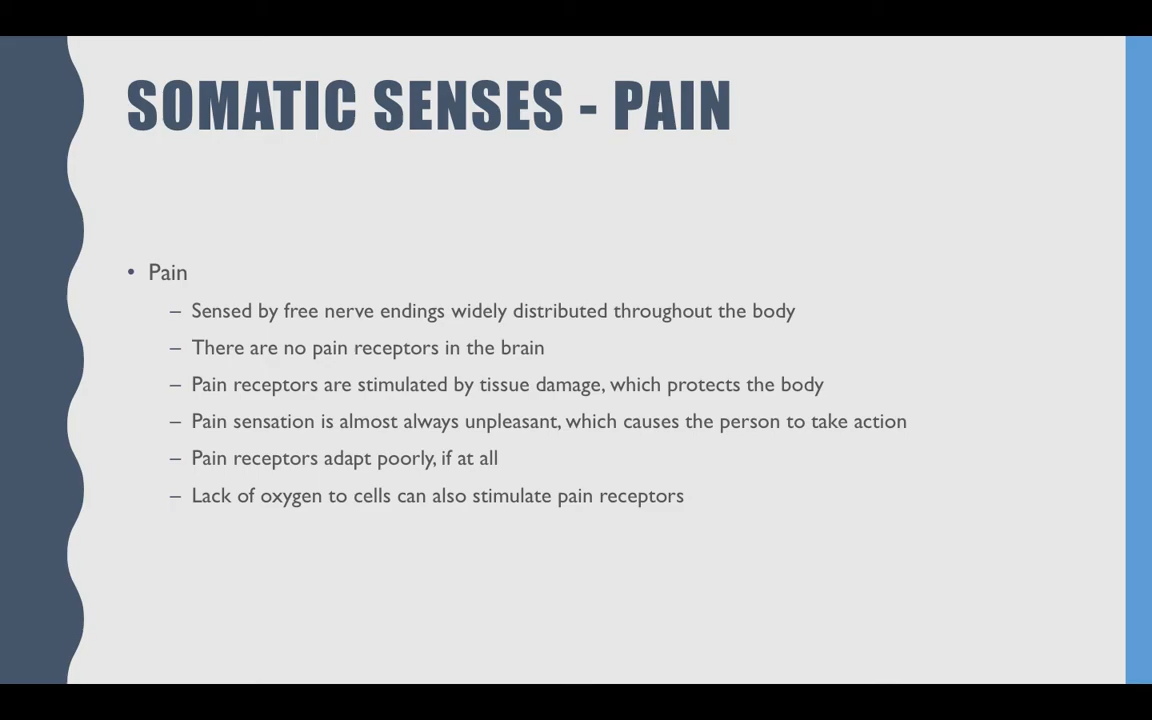 SOMATIC SENSES - PAIN
• Pain
– Sensed by free nerve endings widely distributed throughout the body
– There are no pain receptors in the brain
– Pain receptors are stimulated by tissue damage, which protects the body
– Pain sensation is almost always unpleasant, which causes the person to take action
– Pain receptors adapt poorly, if at all
– Lack of oxygen to cells can also stimulate pain receptors